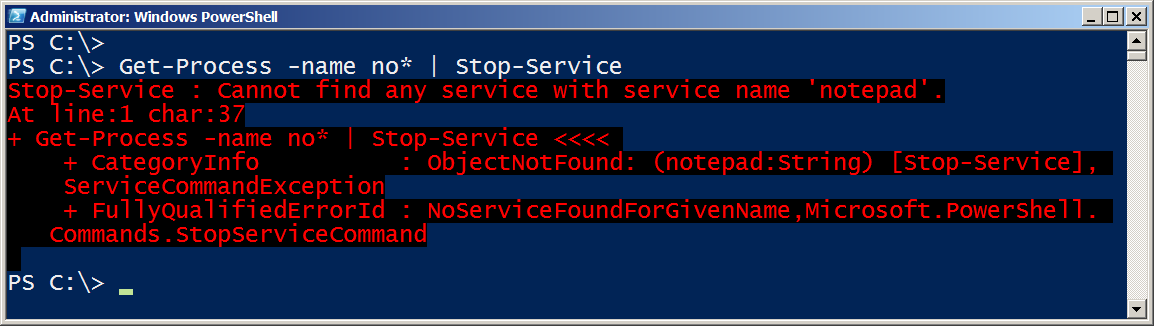 Administrator: Windows PowerShell
PS C:\>
PS C:\> Get-Process -name no* | Stop-Service
Stop-Service : Cannot find any service with service name 'notepad'.
At line:1 char:37
+ Get-Process -name no* | Stop-Service <<<<
    + CategoryInfo          : ObjectNotFound: (notepad:String) [Stop-Service],
    ServiceCommandException
    + FullyQualifiedErrorId : NoServiceFoundForGivenName,Microsoft.PowerShell.
   Commands.StopServiceCommand
PS C:\> _